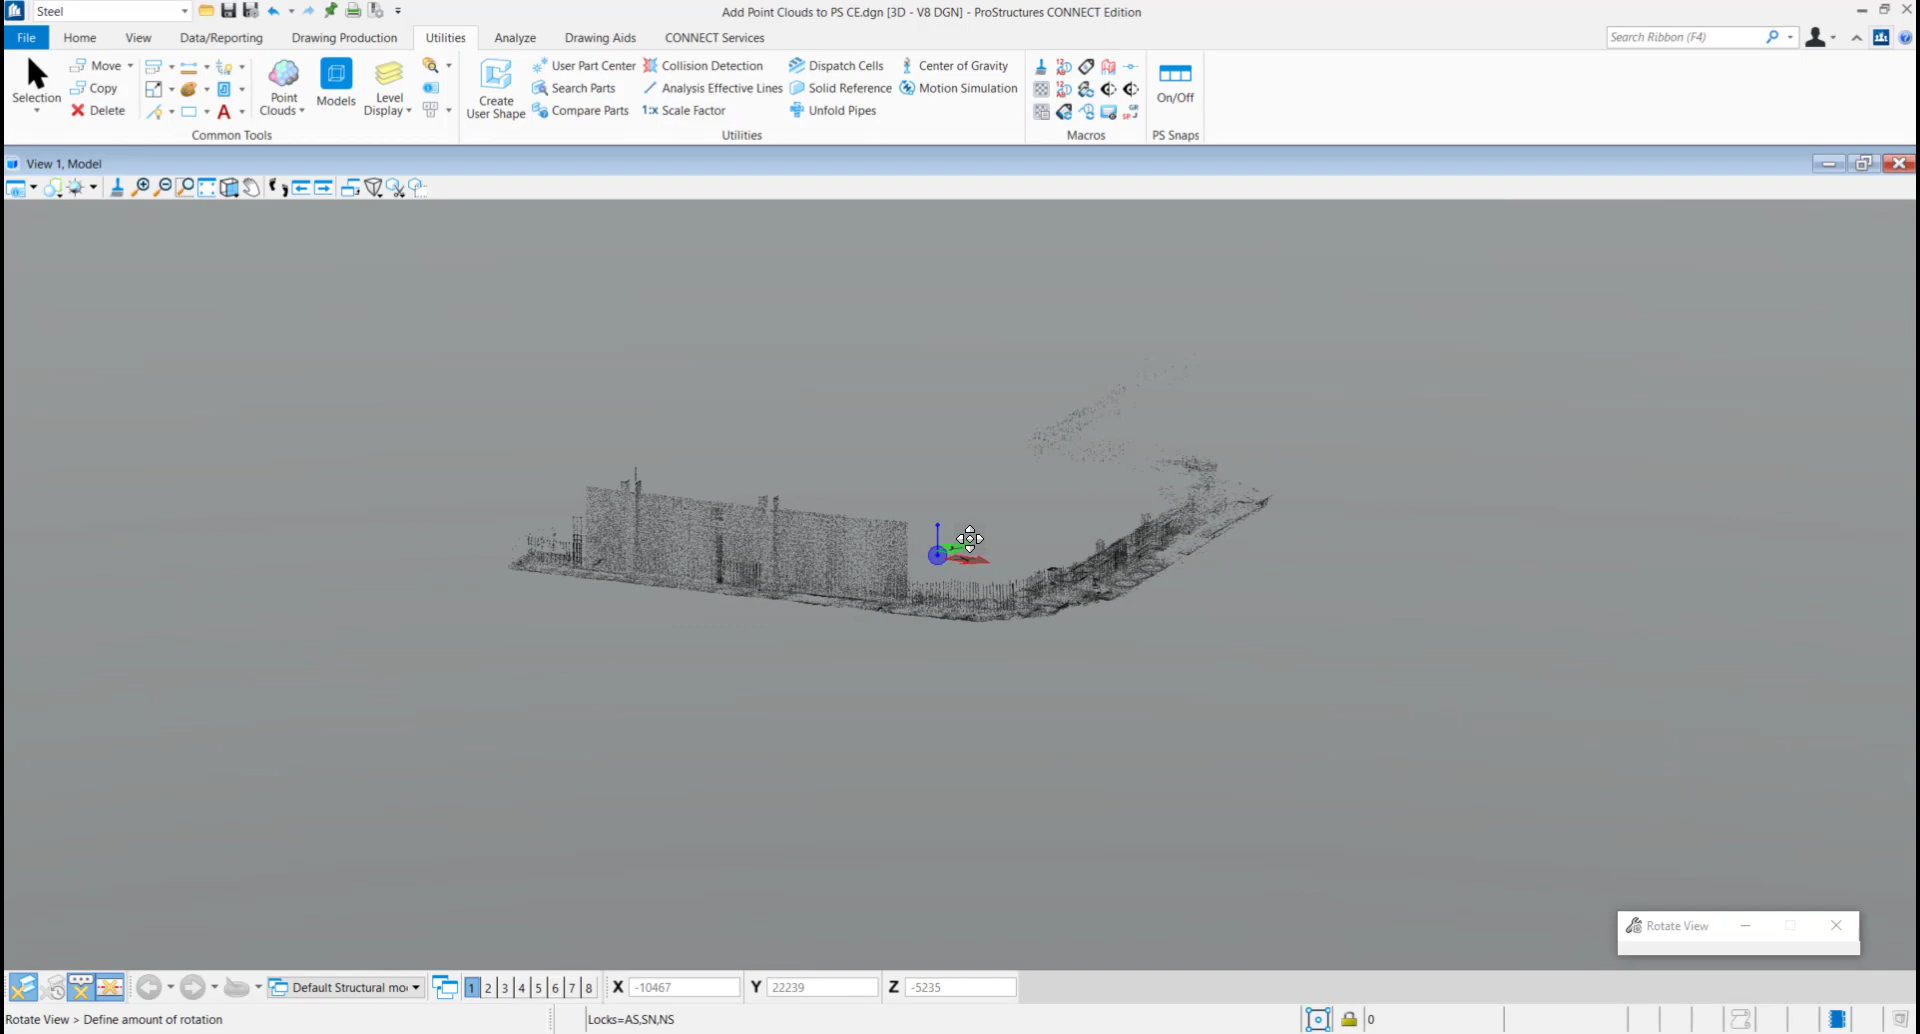 Steel
Add Point Clouds to PS CE.dgn [3D - V8 DGN] - ProStructures CONNECT Edition
File Home View Data/Reporting Drawing Production Utilities Analyze Drawing Aids CONNECT Services
Search Ribbon (F4)
Selection
Move
Copy
Delete
Common Tools
Point Clouds
Models
Level Display
Create User Shape
User Part Center
Search Parts
Compare Parts
Collision Detection
Analysis Effective Lines
1:x Scale Factor
Dispatch Cells
Solid Reference
Unfold Pipes
Center of Gravity
Motion Simulation
Utilities
Macros
On/Off
PS Snaps
View 1, Model
Rotate View
Default Structural mo
1 2 3 4 5 6 7 8
X -10467
Y 22239
Z -5235
Rotate View > Define amount of rotation
Locks=AS,SN,NS
0